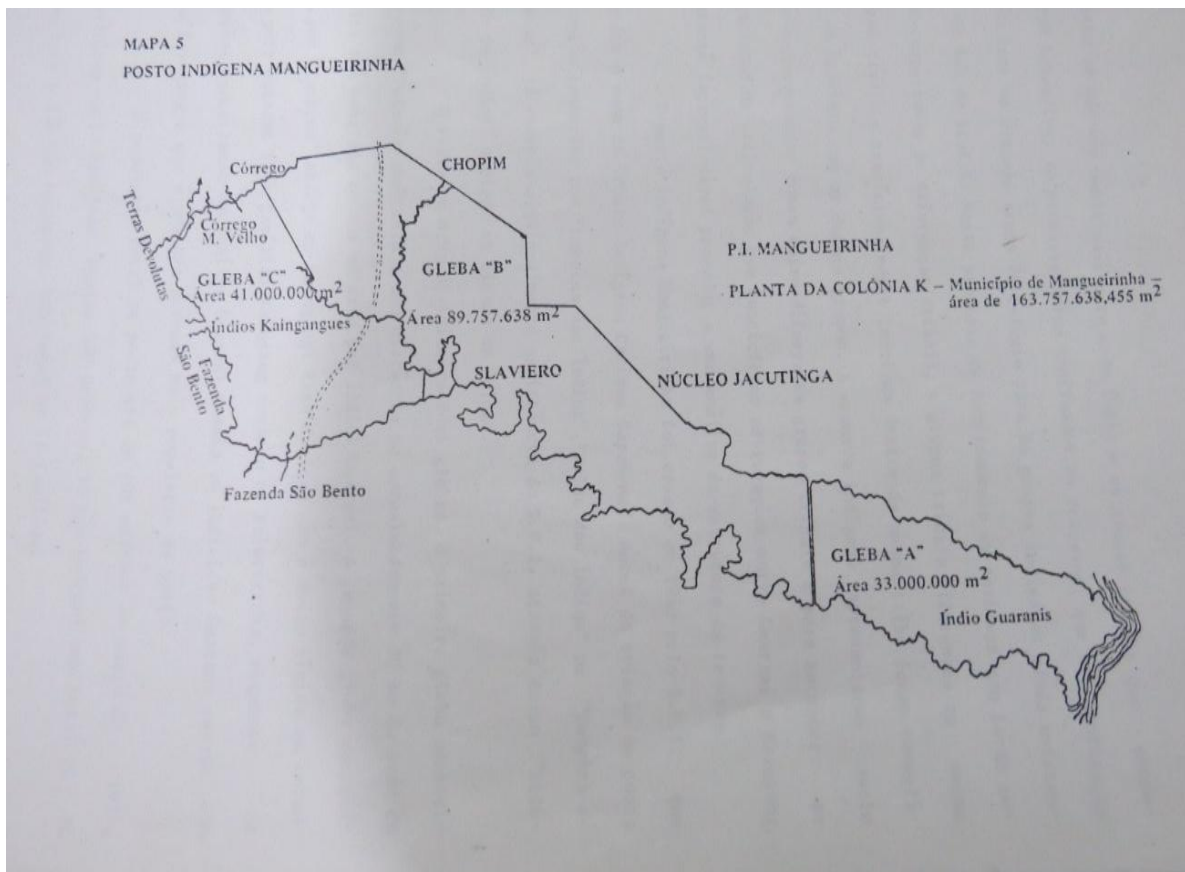 MAPA 5
POSTO INDÍGENA MANGUEIRINHA
Córrego
CHOPIM
Terras Devolutas
Córrego
M. Velho
P.I. MANGUEIRINHA
GLEBA "B"
GLEBA "C"
Área 41.000.000 m²
PLANTA DA COLÔNIA K – Município de Mangueirinha –
área de 163.757.638,455 m²
Índios Kaingangues
Área 89.757.638 m²
Fazenda
São Bento
SLAVIERO
NÚCLEO JACUTINGA
Fazenda São Bento
GLEBA "A"
Área 33.000.000 m²
Índio Guaranis